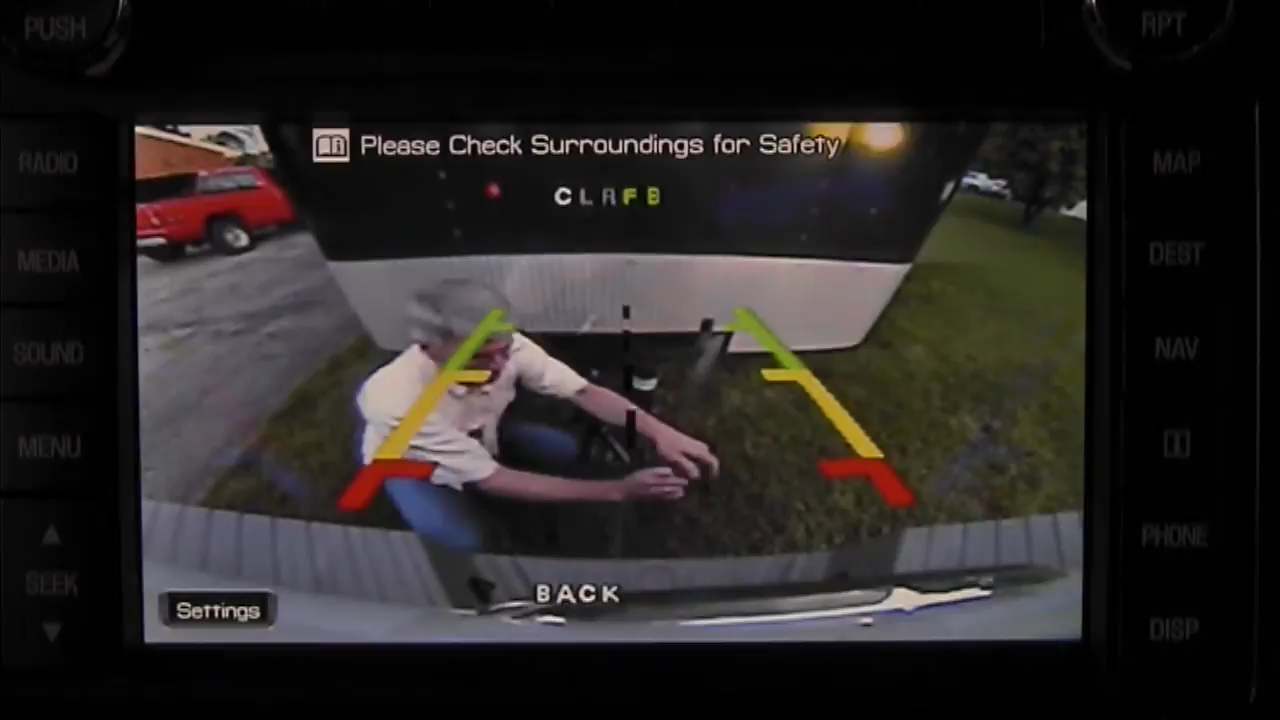 PUSH
RPT
RADIO
MEDIA
SOUND
MENU
SEEK
Please Check Surroundings for Safety
C L R F B
BACK
Settings
MAP
DEST
NAV
PHONE
DISP